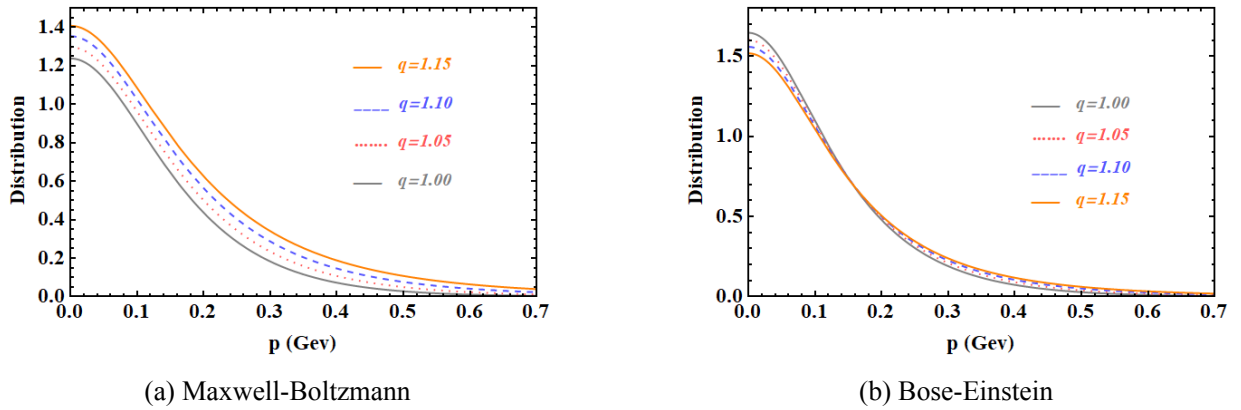 1.4
1.2
1.0
0.8
0.6
0.4
0.2
0.0
Distribution
q=1.15
q=1.10
q=1.05
q=1.00
0.0 0.1 0.2 0.3 0.4 0.5 0.6 0.7
p (Gev)
(a) Maxwell-Boltzmann
1.5
1.0
0.5
0.0
Distribution
q=1.00
q=1.05
q=1.10
q=1.15
0.0 0.1 0.2 0.3 0.4 0.5 0.6 0.7
p (Gev)
(b) Bose-Einstein